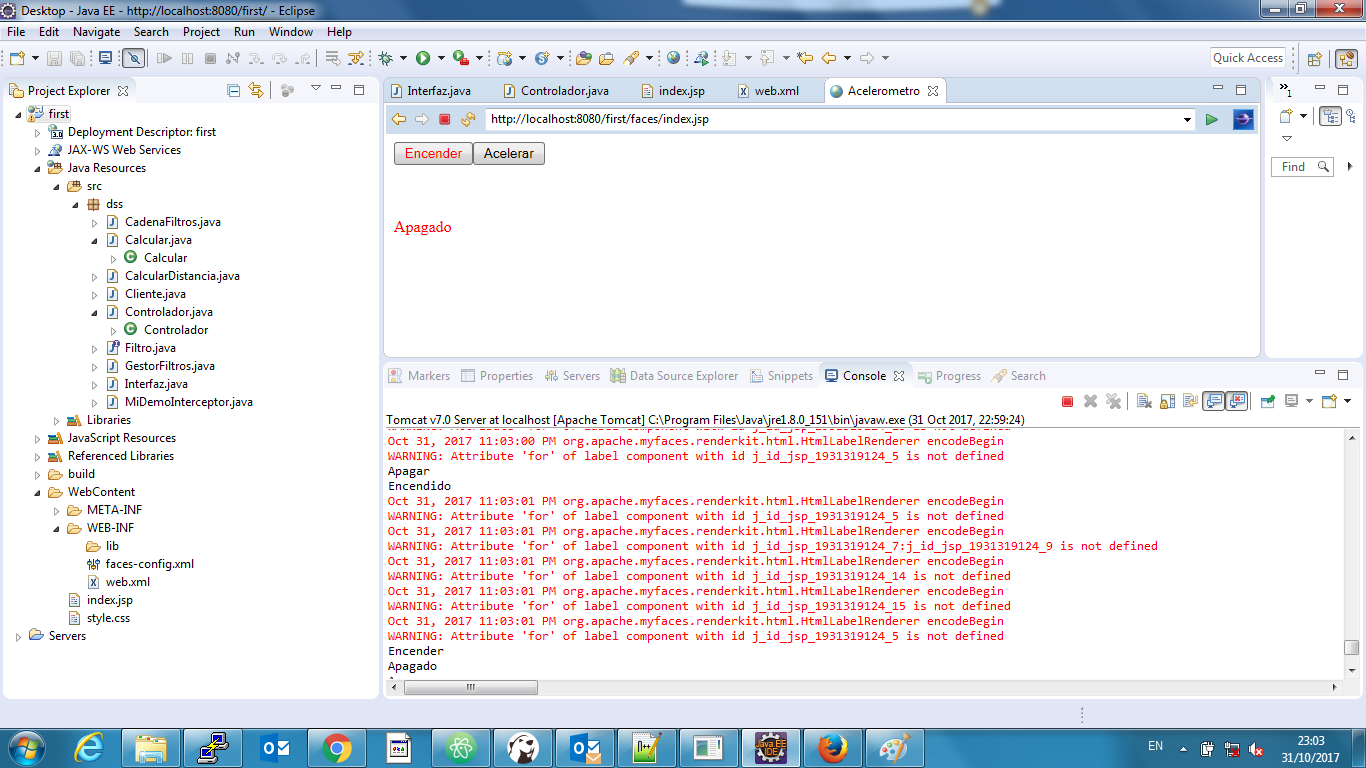 Desktop - Java EE - http://localhost:8080/first/ - Eclipse
File Edit Navigate Search Project Run Window Help
Quick Access
Project Explorer
first
Deployment Descriptor: first
JAX-WS Web Services
Java Resources
src
dss
CadenaFiltros.java
Calcular.java
Calcular
CalcularDistancia.java
Cliente.java
Controlador.java
Controlador
Filtro.java
GestorFiltros.java
Interfaz.java
MiDemoInterceptor.java
Libraries
JavaScript Resources
Referenced Libraries
build
WebContent
META-INF
WEB-INF
lib
faces-config.xml
web.xml
index.jsp
style.css
Servers
Interfaz.java Controlador.java index.jsp web.xml Acelerometro
http://localhost:8080/first/faces/index.jsp
Encender Acelerar
Apagado
1
Find
Markers Properties Servers Data Source Explorer Snippets Console Progress Search
Tomcat v7.0 Server at localhost [Apache Tomcat] C:\Program Files\Java\jre1.8.0_151\bin\javaw.exe (31 Oct 2017, 22:59:24)
Oct 31, 2017 11:03:00 PM org.apache.myfaces.renderkit.html.HtmlLabelRenderer encodeBegin
WARNING: Attribute 'for' of label component with id j_id_jsp_1931319124_5 is not defined
Apagar
Encendido
Oct 31, 2017 11:03:01 PM org.apache.myfaces.renderkit.html.HtmlLabelRenderer encodeBegin
WARNING: Attribute 'for' of label component with id j_id_jsp_1931319124_5 is not defined
Oct 31, 2017 11:03:01 PM org.apache.myfaces.renderkit.html.HtmlLabelRenderer encodeBegin
WARNING: Attribute 'for' of label component with id j_id_jsp_1931319124_7:j_id_jsp_1931319124_9 is not defined
Oct 31, 2017 11:03:01 PM org.apache.myfaces.renderkit.html.HtmlLabelRenderer encodeBegin
WARNING: Attribute 'for' of label component with id j_id_jsp_1931319124_14 is not defined
Oct 31, 2017 11:03:01 PM org.apache.myfaces.renderkit.html.HtmlLabelRenderer encodeBegin
WARNING: Attribute 'for' of label component with id j_id_jsp_1931319124_15 is not defined
Oct 31, 2017 11:03:01 PM org.apache.myfaces.renderkit.html.HtmlLabelRenderer encodeBegin
WARNING: Attribute 'for' of label component with id j_id_jsp_1931319124_5 is not defined
Encender
Apagado
Java EE
IDE
EN
23:03
31/10/2017